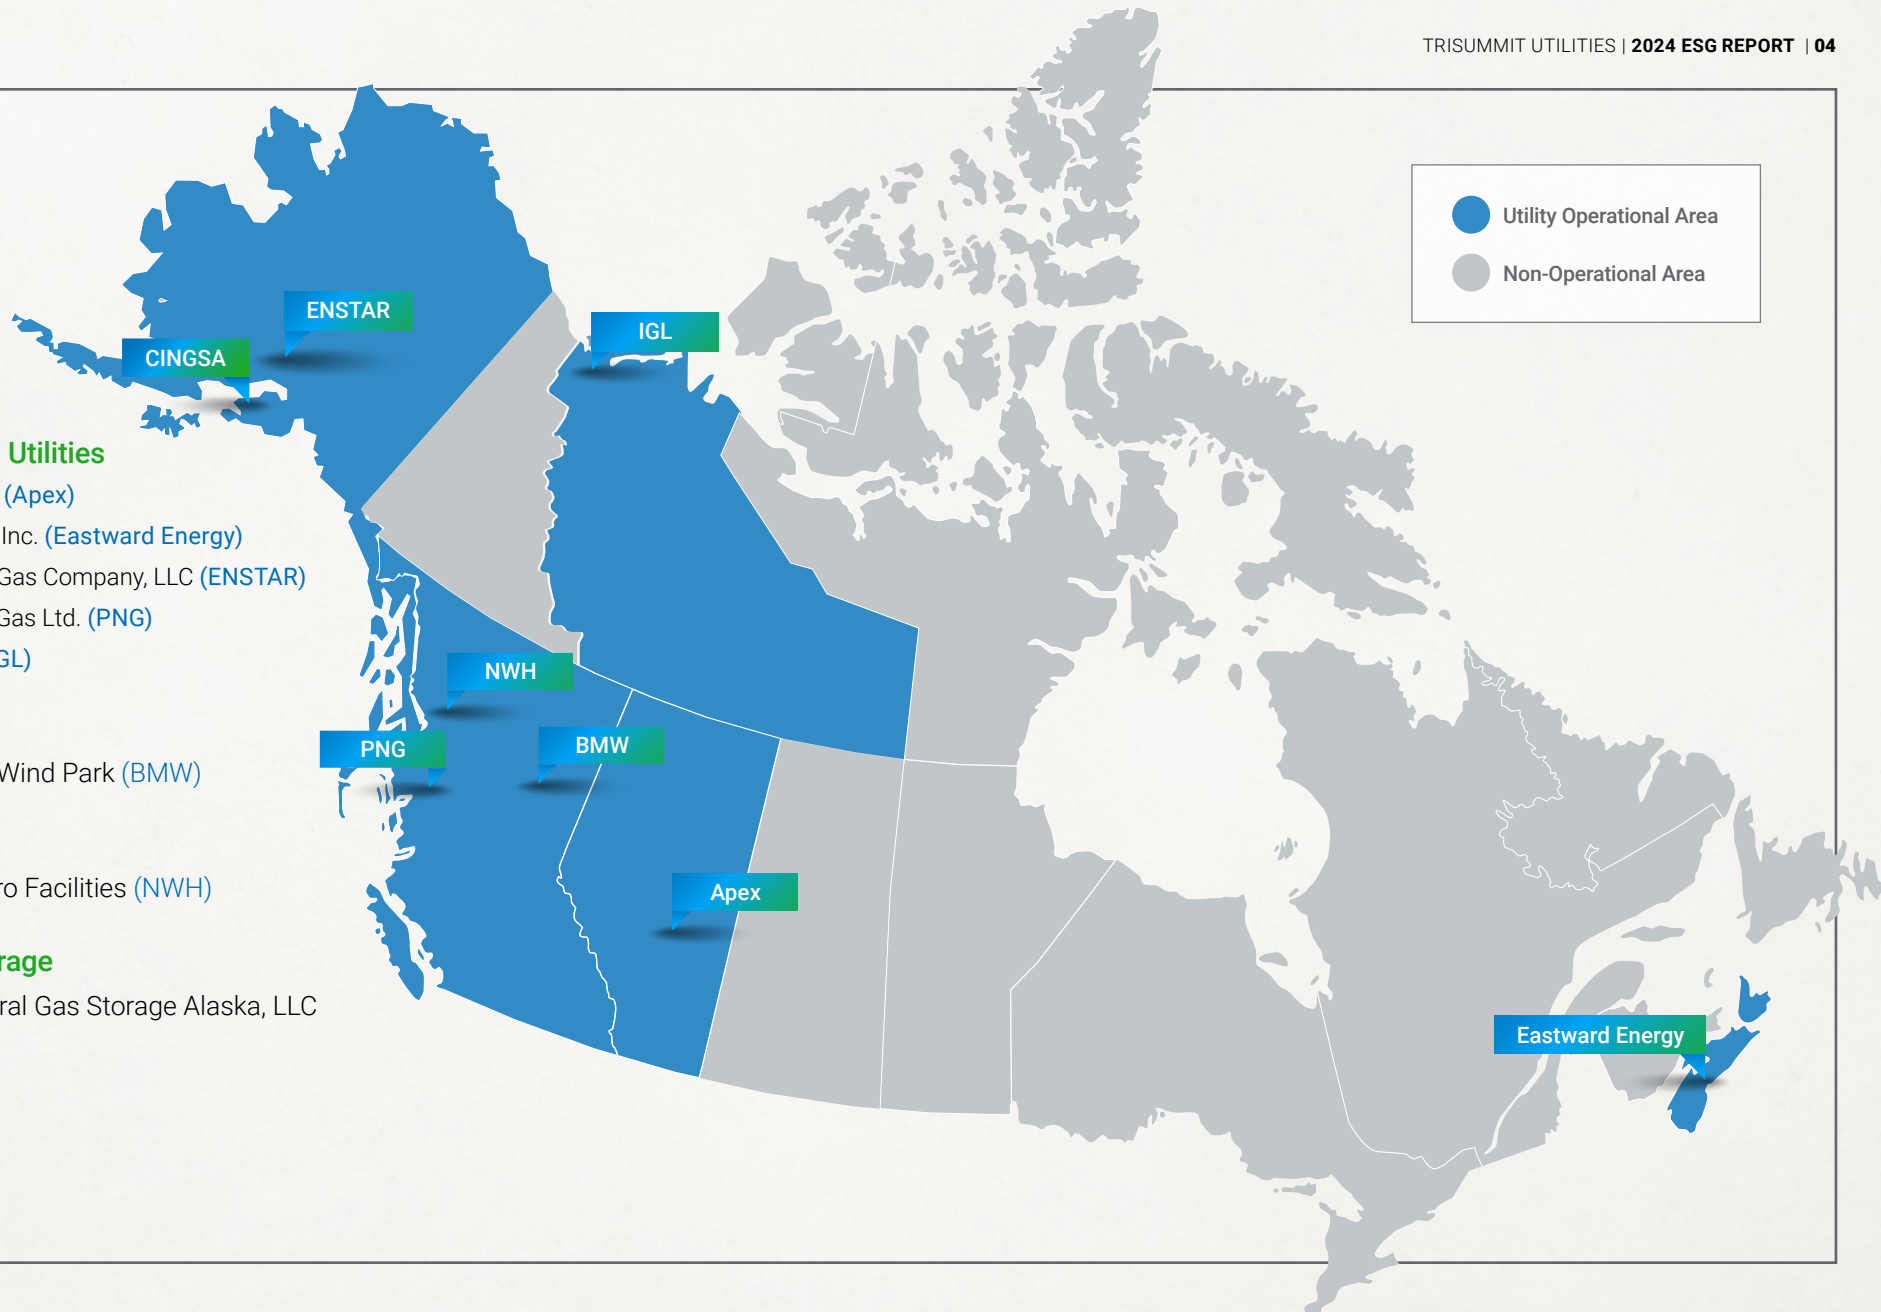 TRISUMMIT UTILITIES | 2024 ESG REPORT | 04
Utility Operational Area
Non-Operational Area
ENSTAR
IGL
CINGSA
Utilities
(Apex)
Inc. (Eastward Energy)
Gas Company, LLC (ENSTAR)
Gas Ltd. (PNG)
GL)
NWH
PNG
BMW
Wind Park (BMW)
Apex
ro Facilities (NWH)
rage
ral Gas Storage Alaska, LLC
Eastward Energy